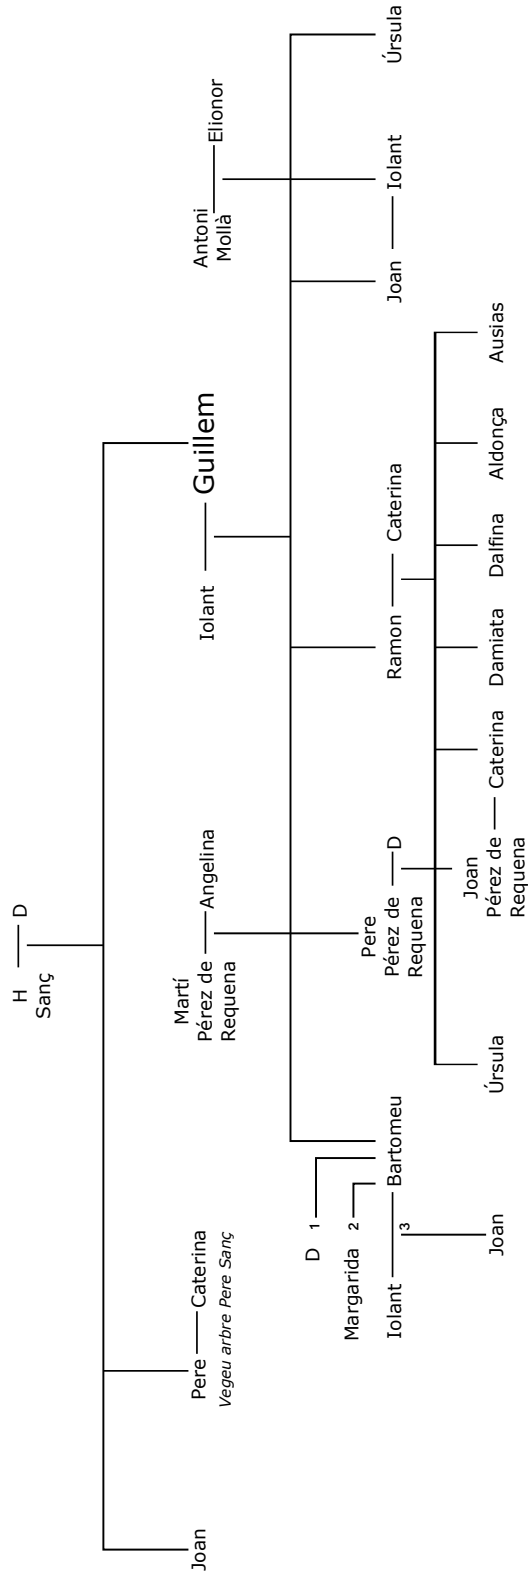 H — D
Sanç
Joan
Pere — Caterina
Vegeu arbre Pere Sanç
Martí
Pérez de — Angelina
Requena
Iolant — Guillem
Antoni — Elionor
Mollà
D 1
Margarida 2
Iolant — Bartomeu
3
Pere
Pérez de — D
Requena
Ramon — Caterina
Joan — Iolant
Úrsula
Joan
Úrsula
Joan
Pérez de — Caterina
Requena
Damiata
Dalfina
Aldonça
Ausias